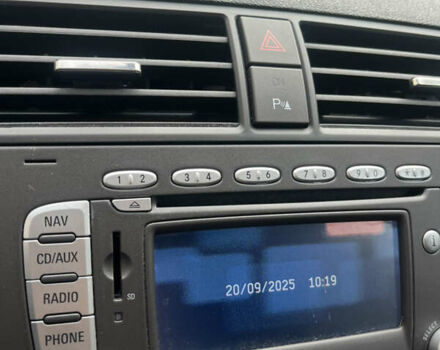 P
1 2 3 4 5 6 7 8 9 0 * #
NAV
CD/AUX
RADIO
PHONE
SD
20/09/2025 10:19
i
SELECT